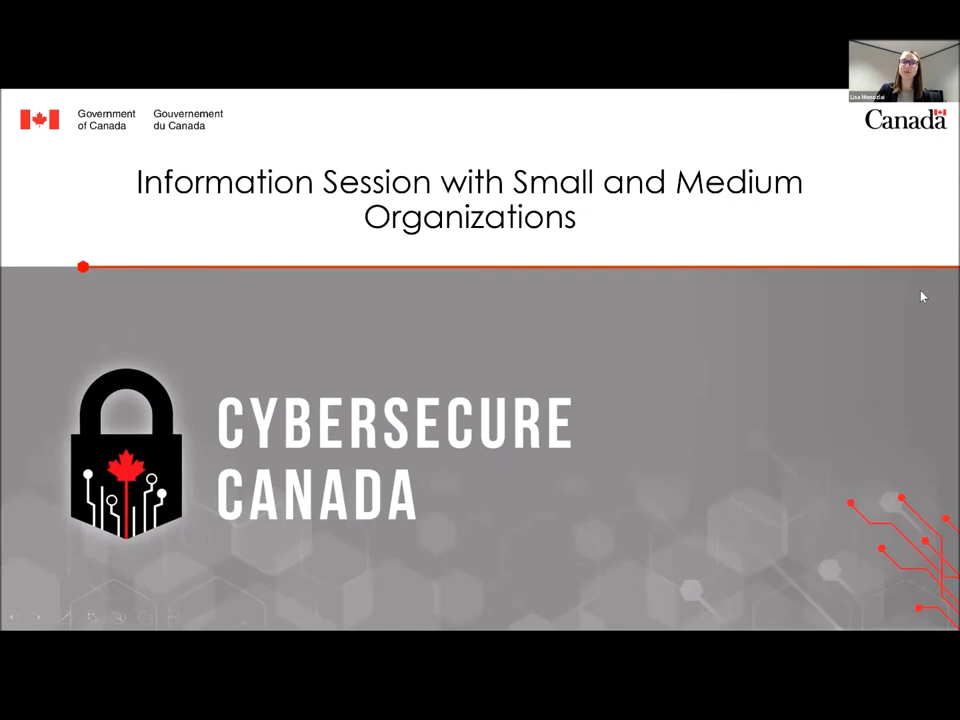 Government
of Canada
Gouvernement
du Canada
Canada
Information Session with Small and Medium
Organizations
CYBERSECURE
CANADA